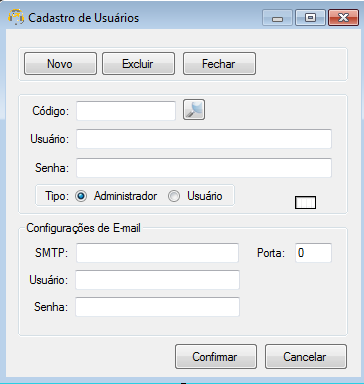 Cadastro de Usuários
Novo Excluir Fechar
Código:
Usuário:
Senha:
Tipo: Administrador Usuário
Configurações de E-mail
SMTP: Porta: 0
Usuário:
Senha:
Confirmar Cancelar